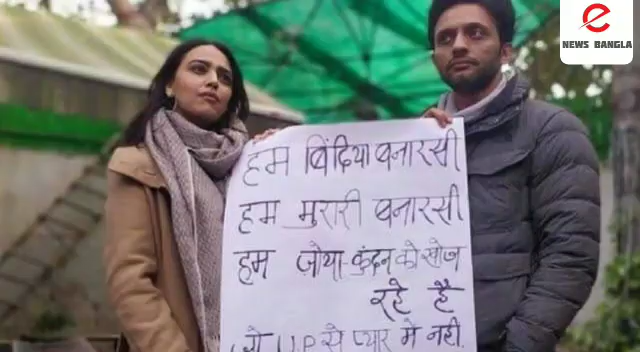 e
NEWS BANGLA
हम बिंदिया बनारसी
हम मुरारी बनारसी
हम जोया-कुंदन को खोज
रहे है
जो U.P से प्यार मे नही.